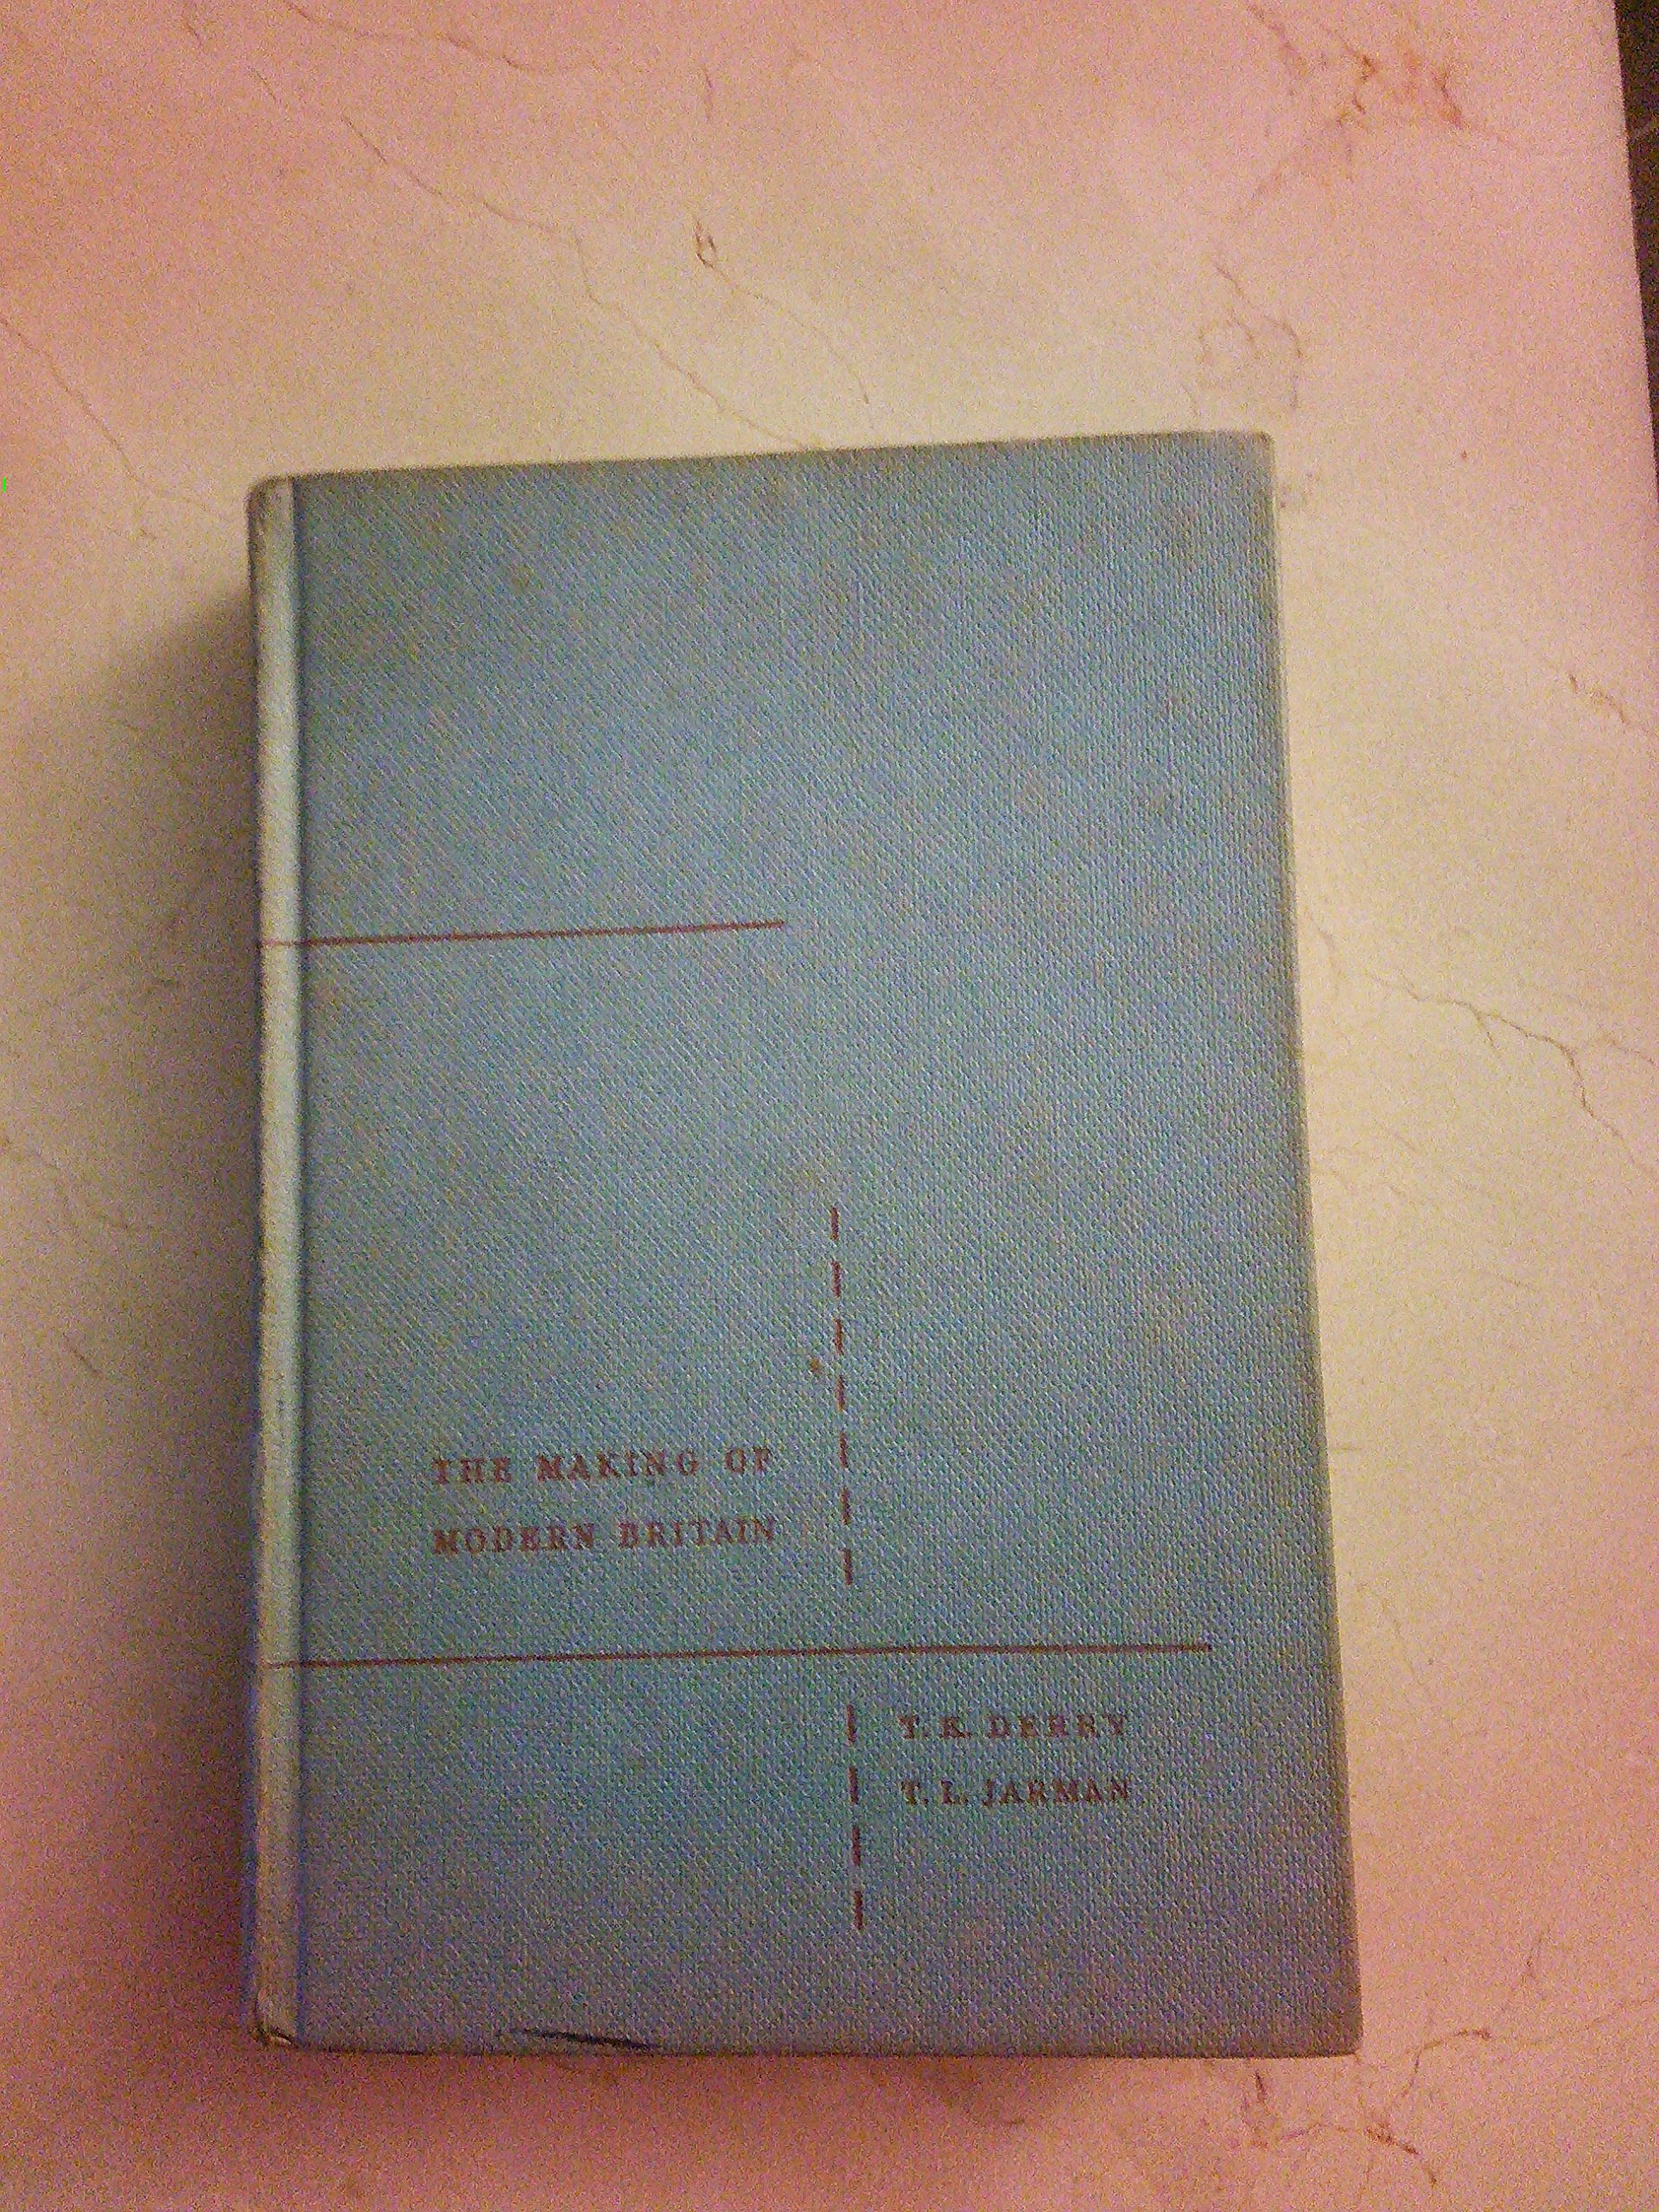 THE MAKING OF
MODERN BRITAIN
T. K. DERRY
T. L. JARMAN